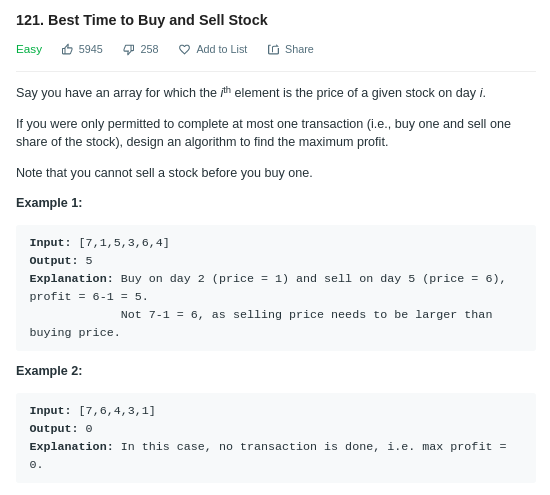 121. Best Time to Buy and Sell Stock
Easy 5945 258 Add to List Share
Say you have an array for which the ith element is the price of a given stock on day i.
If you were only permitted to complete at most one transaction (i.e., buy one and sell one
share of the stock), design an algorithm to find the maximum profit.
Note that you cannot sell a stock before you buy one.
Example 1:
Input: [7,1,5,3,6,4]
Output: 5
Explanation: Buy on day 2 (price = 1) and sell on day 5 (price = 6),
profit = 6-1 = 5.
Not 7-1 = 6, as selling price needs to be larger than
buying price.
Example 2:
Input: [7,6,4,3,1]
Output: 0
Explanation: In this case, no transaction is done, i.e. max profit =
0.